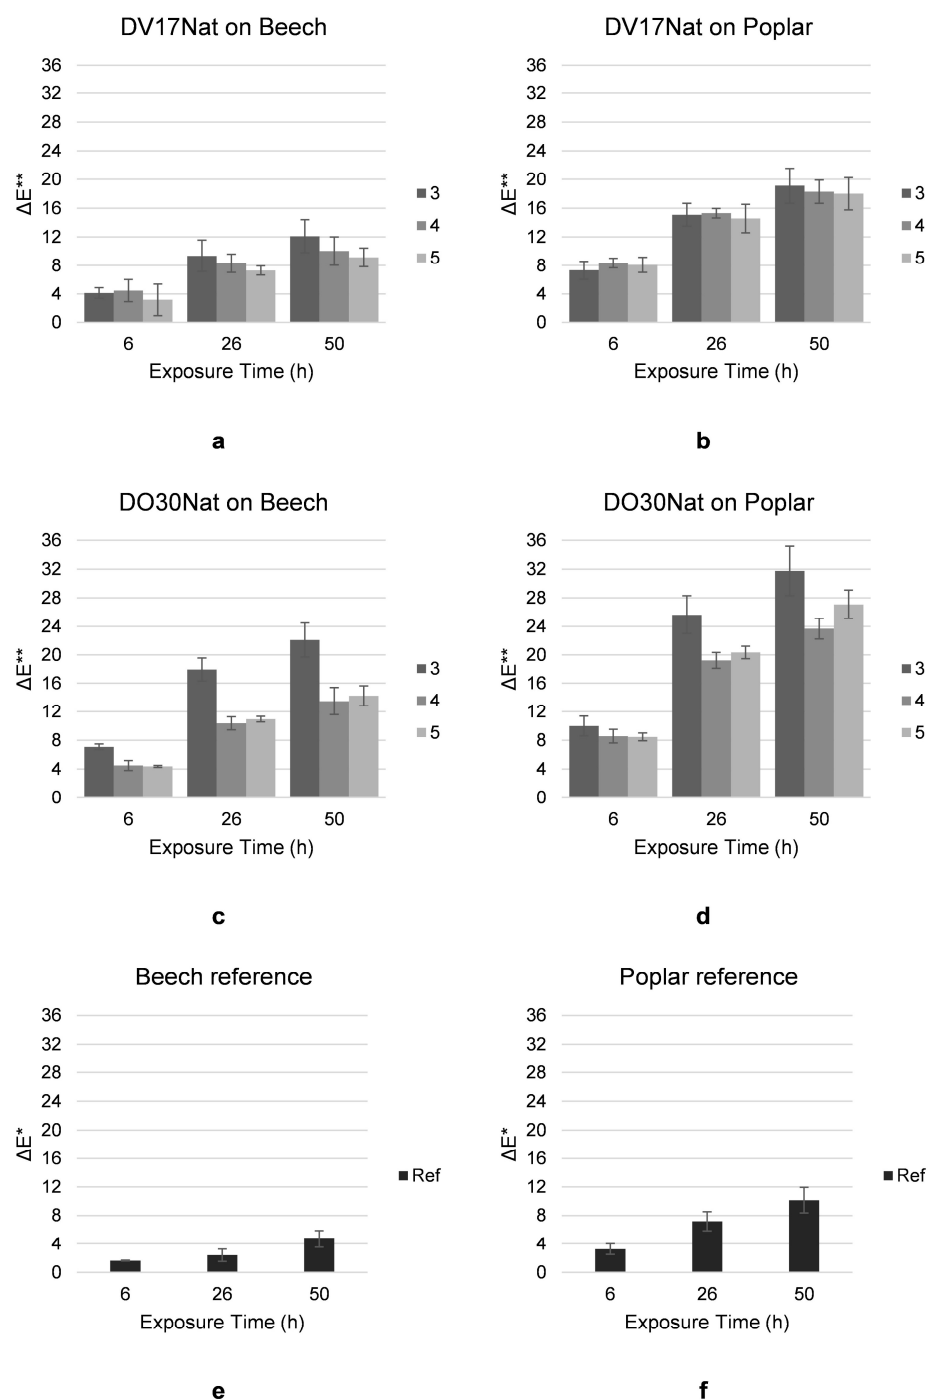 DV17Nat on Beech
36
32
28
24
20
16
12
8
4
0
ΔE**
6 26 50
Exposure Time (h)
3
4
5
a
DV17Nat on Poplar
36
32
28
24
20
16
12
8
4
0
ΔE**
6 26 50
Exposure Time (h)
3
4
5
b
DO30Nat on Beech
36
32
28
24
20
16
12
8
4
0
ΔE**
6 26 50
Exposure Time (h)
3
4
5
c
DO30Nat on Poplar
36
32
28
24
20
16
12
8
4
0
ΔE**
6 26 50
Exposure Time (h)
3
4
5
d
Beech reference
36
32
28
24
20
16
12
8
4
0
ΔE*
6 26 50
Exposure Time (h)
Ref
e
Poplar reference
36
32
28
24
20
16
12
8
4
0
ΔE*
6 26 50
Exposure Time (h)
Ref
f